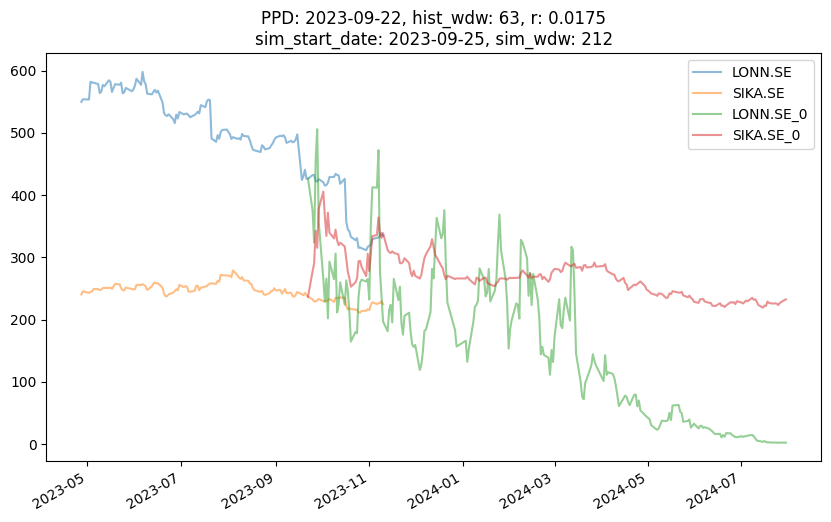 PPD: 2023-09-22, hist_wdw: 63, r: 0.0175
sim_start_date: 2023-09-25, sim_wdw: 212
LONN.SE
SIKA.SE
LONN.SE_0
SIKA.SE_0
600
500
400
300
200
100
0
2023-05
2023-07
2023-09
2023-11
2024-01
2024-03
2024-05
2024-07